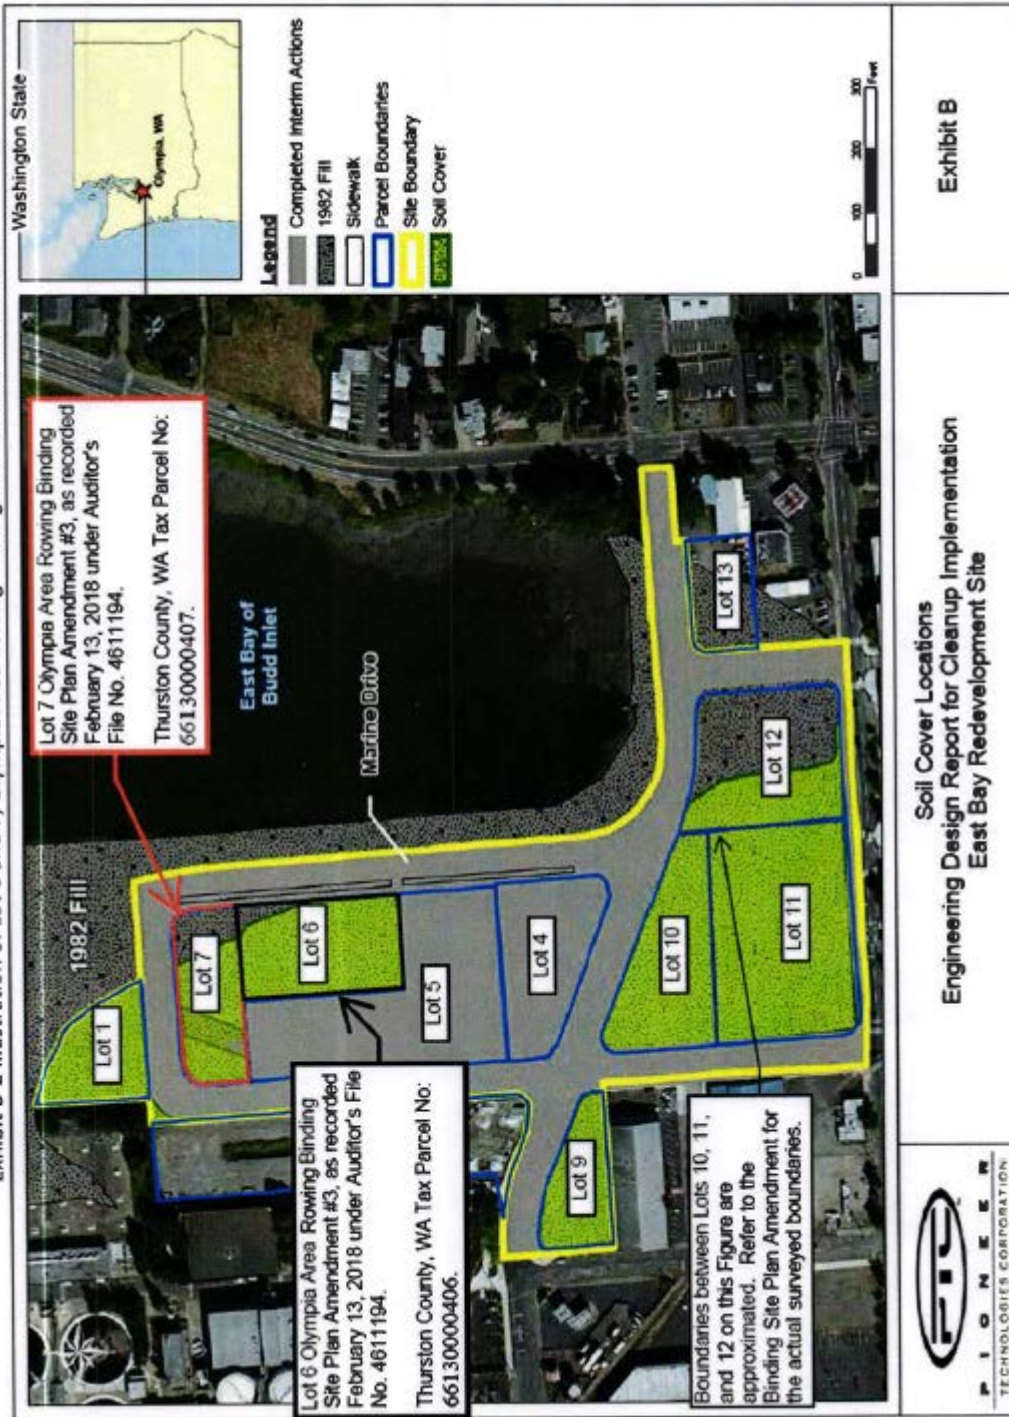 Washington State
Olympia, WA
Legend
Completed Interim Actions
1982 Fill
Sidewalk
Parcel Boundaries
Site Boundary
Soil Cover
0 100 200 300
Feet
Lot 7 Olympia Area Rowing Binding
Site Plan Amendment #3, as recorded
February 13, 2018 under Auditor's
File No. 4611194.
Thurston County, WA Tax Parcel No:
66130000407.
East Bay of
Budd Inlet
Marine Drive
1982 Fill
Lot 1
Lot 7
Lot 6
Lot 5
Lot 4
Lot 13
Lot 12
Lot 10
Lot 11
Lot 9
Lot 6 Olympia Area Rowing Binding
Site Plan Amendment #3, as recorded
February 13, 2018 under Auditor's File
No. 4611194.
Thurston County, WA Tax Parcel No:
66130000406.
Boundaries between Lots 10, 11,
and 12 on this Figure are
approximated. Refer to the
Binding Site Plan Amendment for
the actual surveyed boundaries.
PIONEER
TECHNOLOGIES CORPORATION
Soil Cover Locations
Engineering Design Report for Cleanup Implementation
East Bay Redevelopment Site
Exhibit B